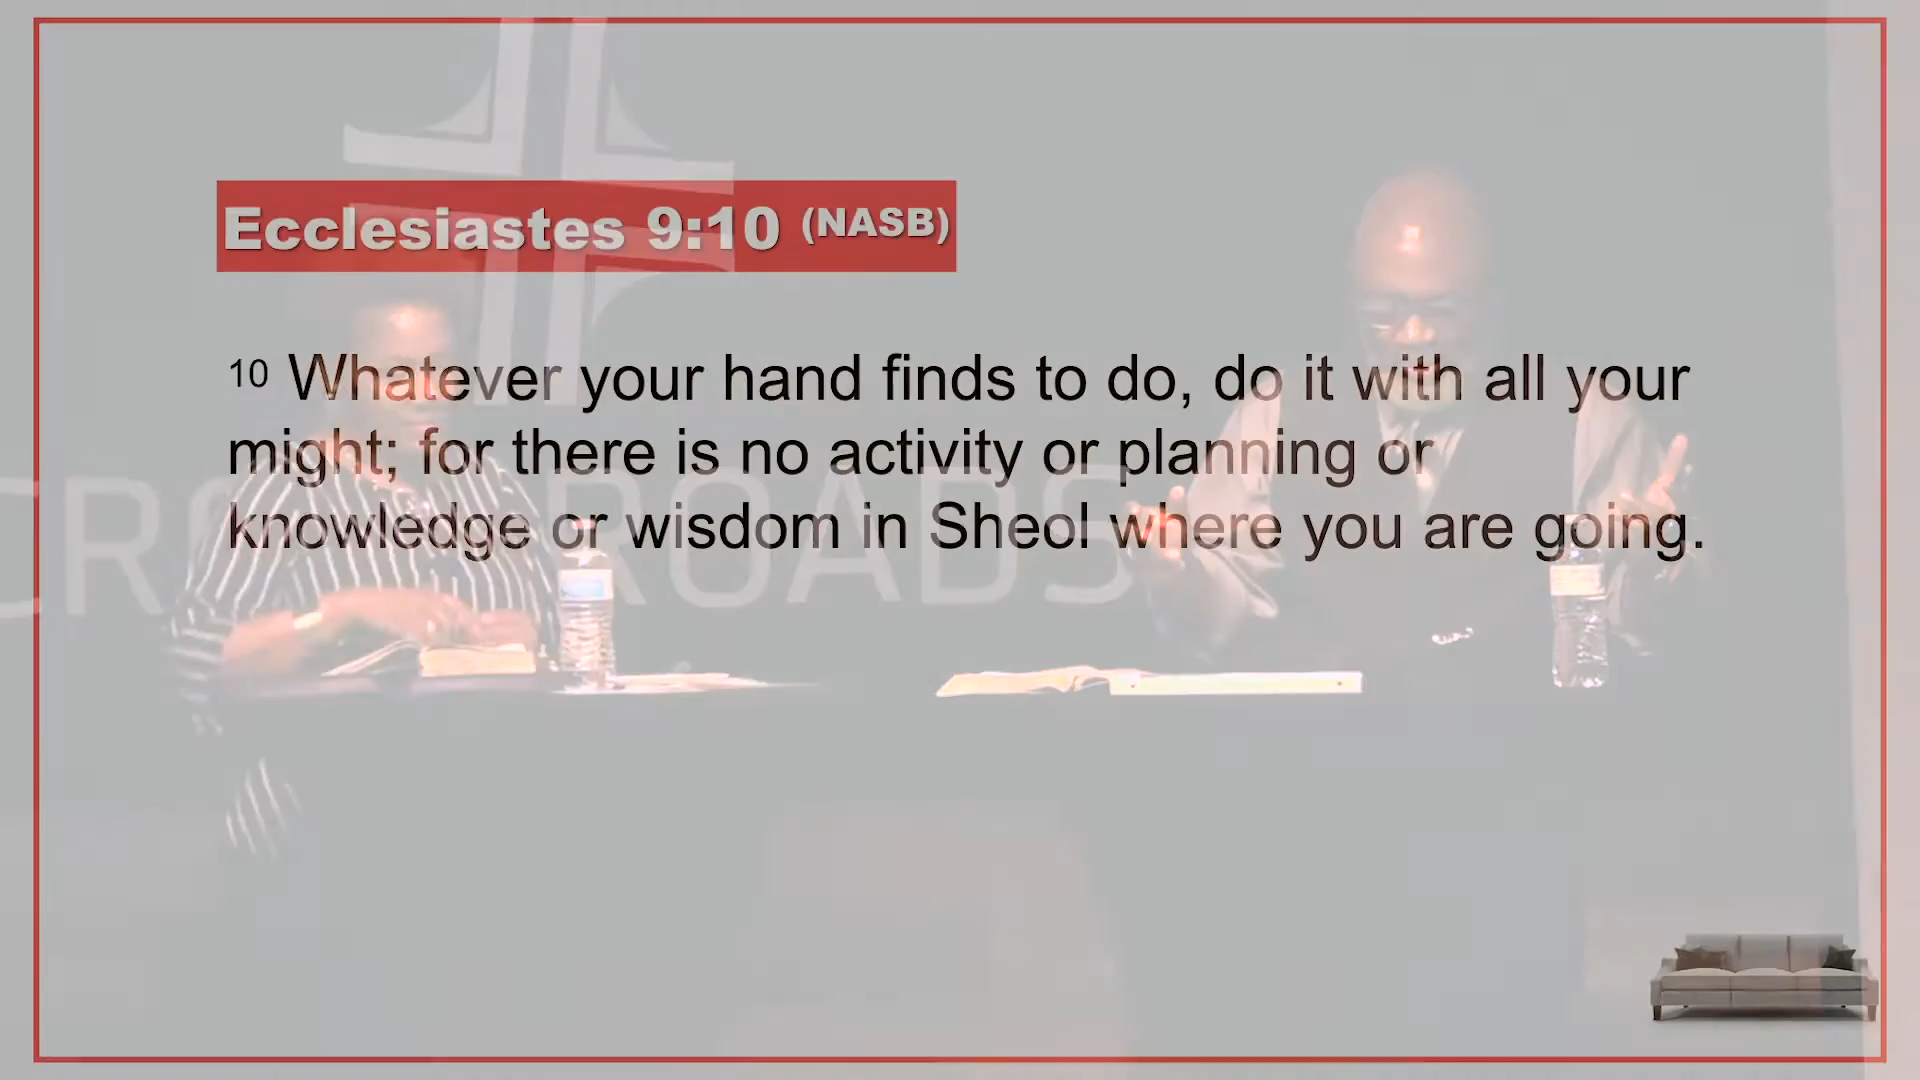 Ecclesiastes 9:10 (NASB)
10 Whatever your hand finds to do, do it with all your
might; for there is no activity or planning or
knowledge or wisdom in Sheol where you are going.
CROSSROADS